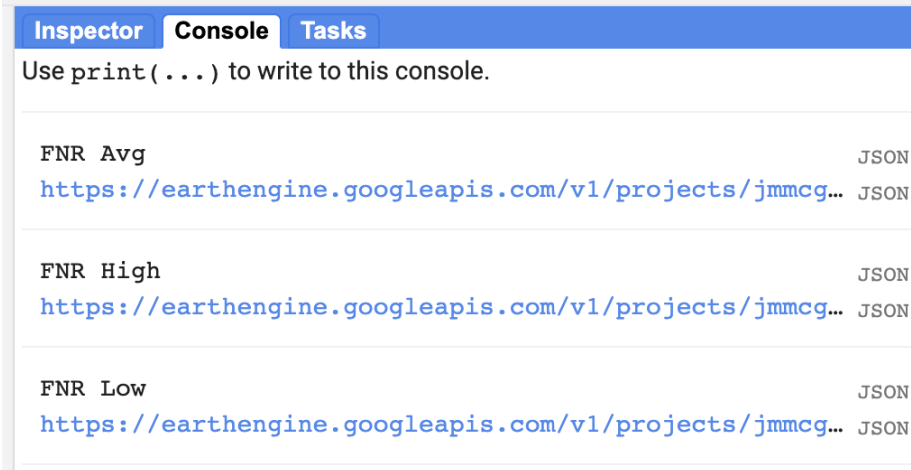 Inspector Console Tasks
Use print(...) to write to this console.
FNR Avg JSON
https://earthengine.googleapis.com/v1/projects/jmmcg… JSON
FNR High JSON
https://earthengine.googleapis.com/v1/projects/jmmcg… JSON
FNR Low JSON
https://earthengine.googleapis.com/v1/projects/jmmcg… JSON